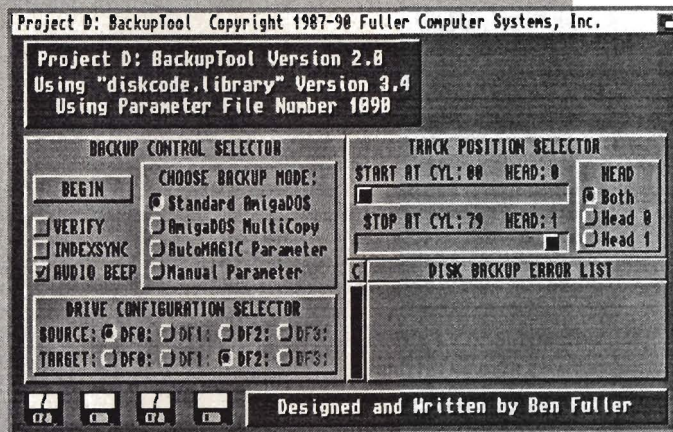 Project D: BackupTool Copyright 1987-90 Fuller Computer Systems, Inc.
Project D: BackupTool Version 2.0
Using "diskcode.library" Version 3.4
Using Parameter File Number 1090
BACKUP CONTROL SELECTOR
BEGIN
VERIFY
INDEXSYNC
AUDIO BEEP
CHOOSE BACKUP MODE:
Standard AmigaDOS
AmigaDOS MultiCopy
AutoMAGIC Parameter
Manual Parameter
DRIVE CONFIGURATION SELECTOR
SOURCE: DF0: DF1: DF2: DF3:
TARGET: DF0: DF1: DF2: DF3:
TRACK POSITION SELECTOR
START AT CYL: 00 HEAD: 0
STOP AT CYL: 79 HEAD: 1
HEAD
Both
Head 0
Head 1
C
DISK BACKUP ERROR LIST
Designed and Written by Ben Fuller